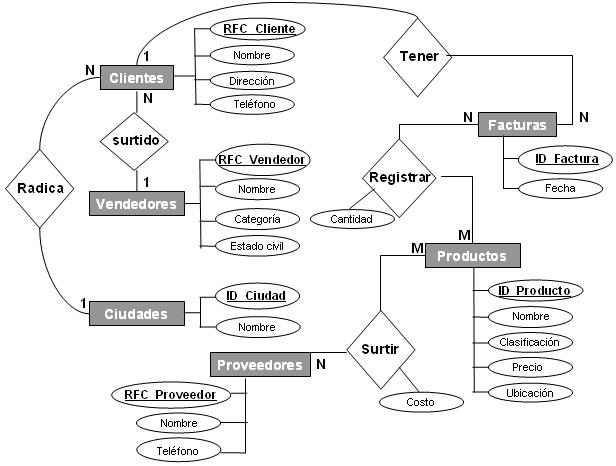 RFC_Cliente
Nombre
Dirección
Teléfono
1
N
Clientes
N
Tener
surtido
N
Facturas
N
ID_Factura
Fecha
Radica
1
Vendedores
RFC_Vendedor
Nombre
Categoría
Estado civil
Registrar
Cantidad
M
M
Productos
ID_Producto
Nombre
Clasificación
Precio
Ubicación
1
Ciudades
ID_Ciudad
Nombre
Surtir
Costo
Proveedores
N
RFC_Proveedor
Nombre
Teléfono